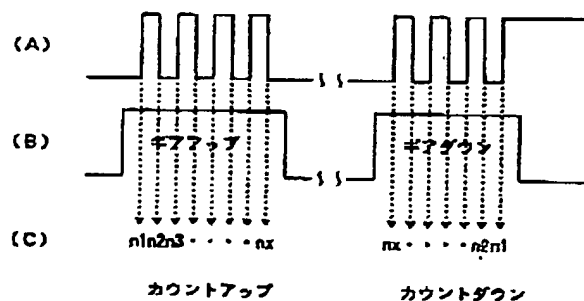 (A)
(B) ギアアップ ギアダウン
(C) n1n2n3・・・・nx nx・・・・n2n1
カウントアップ カウントダウン